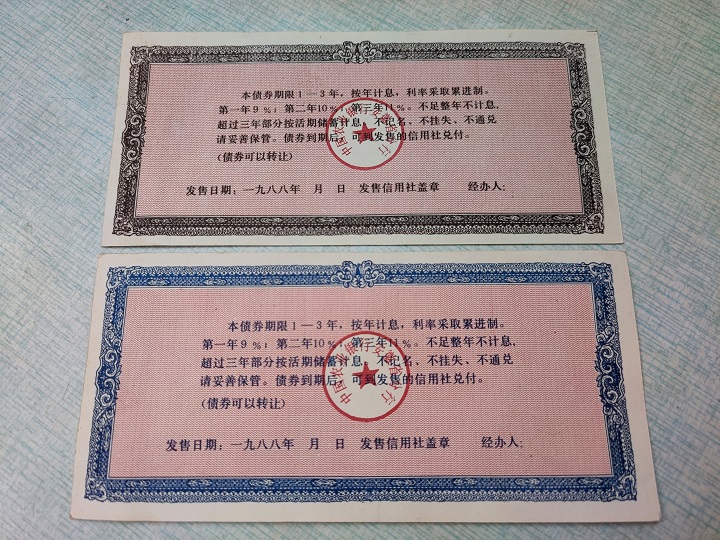 本债券期限1—3年，按年计息，利率采取累进制。
第一年9％；第二年10％；第三年11％。不足整年不计息，
超过三年部分按活期储蓄计息，不记名、不挂失、不通兑
请妥善保管。债券到期后，可到发售的信用社兑付。
(债券可以转让)
发售日期：一九八八年 月 日 发售信用社盖章 经办人:
本债券期限1—3年，按年计息，利率采取累进制。
第一年9％；第二年10％；第三年11％。不足整年不计息，
超过三年部分按活期储蓄计息，不记名、不挂失、不通兑
请妥善保管。债券到期后，可到发售的信用社兑付。
(债券可以转让)
发售日期：一九八八年 月 日 发售信用社盖章 经办人: